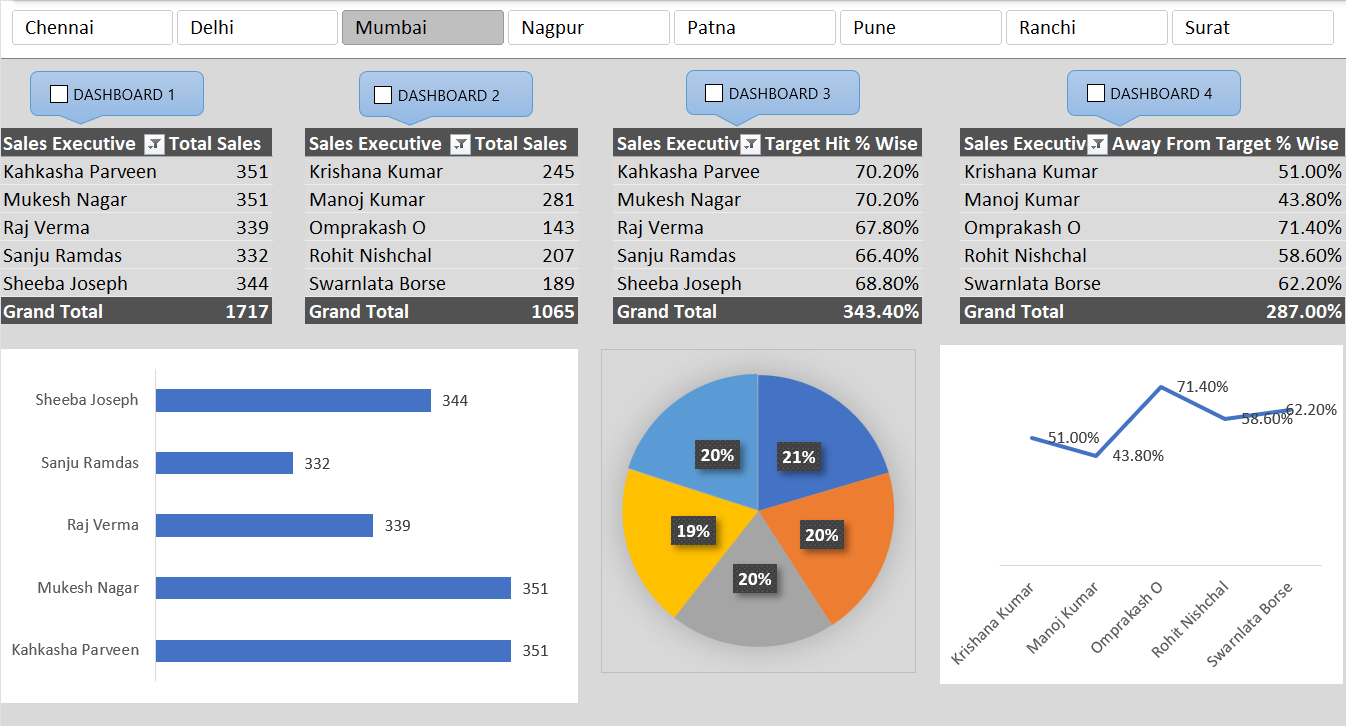 Chennai Delhi Mumbai Nagpur Patna Pune Ranchi Surat
DASHBOARD 1 DASHBOARD 2 DASHBOARD 3 DASHBOARD 4
Sales Executive Total Sales
Kahkasha Parveen 351
Mukesh Nagar 351
Raj Verma 339
Sanju Ramdas 332
Sheeba Joseph 344
Grand Total 1717
Sales Executive Total Sales
Krishana Kumar 245
Manoj Kumar 281
Omprakash O 143
Rohit Nishchal 207
Swarnlata Borse 189
Grand Total 1065
Sales Executiv Target Hit % Wise
Kahkasha Parvee 70.20%
Mukesh Nagar 70.20%
Raj Verma 67.80%
Sanju Ramdas 66.40%
Sheeba Joseph 68.80%
Grand Total 343.40%
Sales Executiv Away From Target % Wise
Krishana Kumar 51.00%
Manoj Kumar 43.80%
Omprakash O 71.40%
Rohit Nishchal 58.60%
Swarnlata Borse 62.20%
Grand Total 287.00%
Sheeba Joseph 344
Sanju Ramdas 332
Raj Verma 339
Mukesh Nagar 351
Kahkasha Parveen 351
20% 21%
19% 20%
20%
71.40%
62.20%
58.60%
51.00%
43.80%
Krishana Kumar
Manoj Kumar
Omprakash O
Rohit Nishchal
Swarnlata Borse